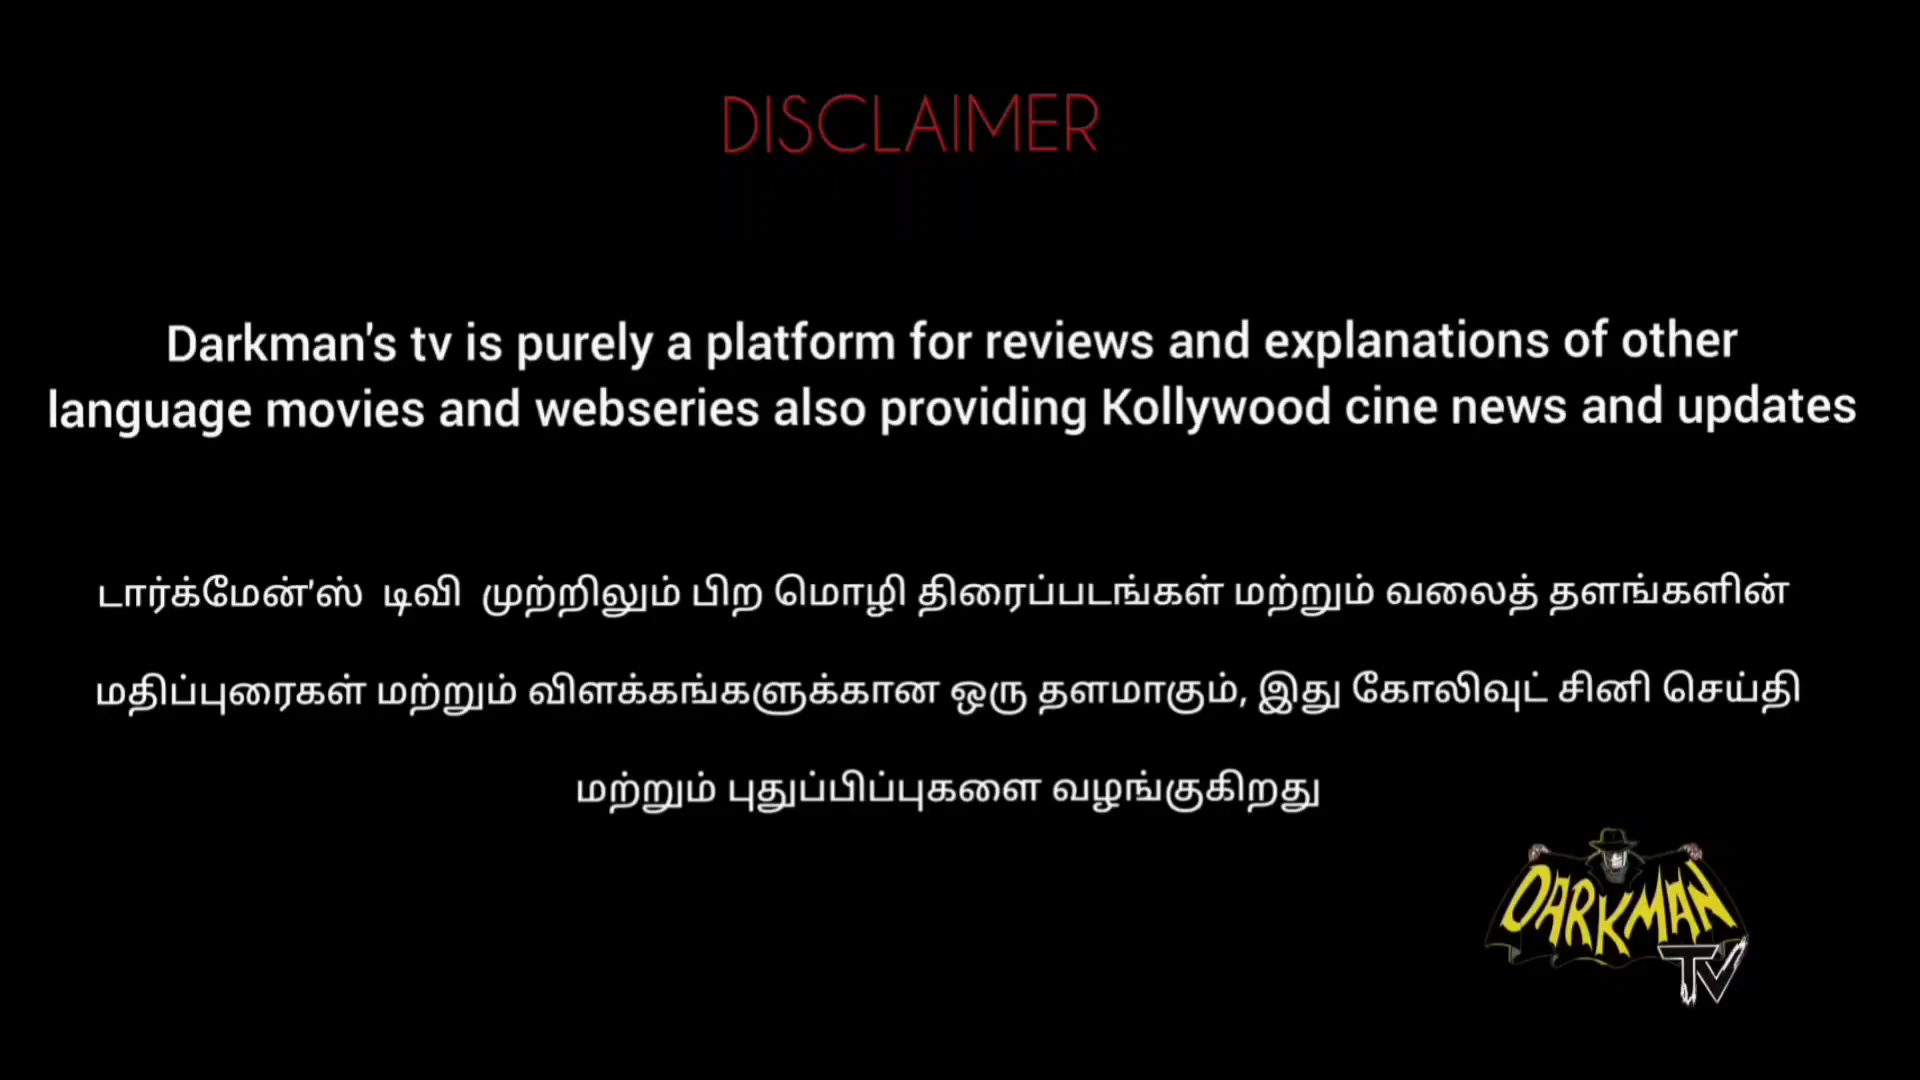 DISCLAIMER
Darkman's tv is purely a platform for reviews and explanations of other
language movies and webseries also providing Kollywood cine news and updates
டார்க்மேன்'ஸ் டிவி முற்றிலும் பிற மொழி திரைப்படங்கள் மற்றும் வலைத் தளங்களின்
மதிப்புரைகள் மற்றும் விளக்கங்களுக்கான ஒரு தளமாகும், இது கோலிவுட் சினி செய்தி
மற்றும் புதுப்பிப்புகளை வழங்குகிறது
DARKMAN
TV